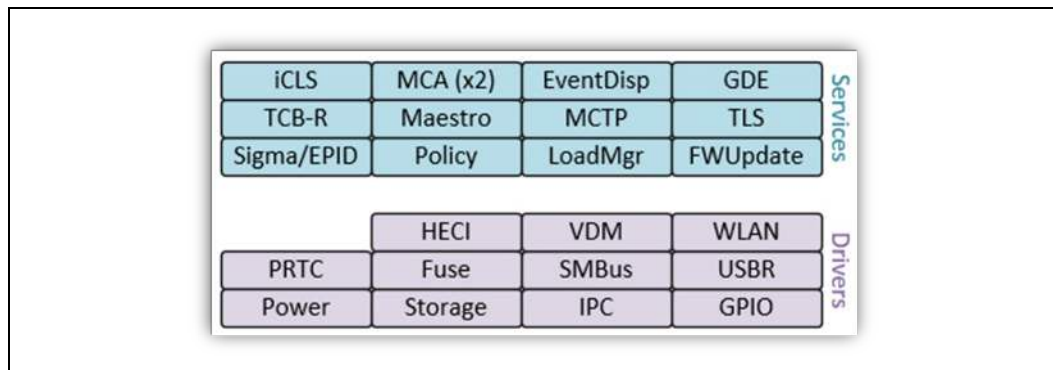 iCLS MCA (x2) EventDisp GDE
TCB-R Maestro MCTP TLS
Sigma/EPID Policy LoadMgr FWUpdate
Services
HECI VDM WLAN
PRTC Fuse SMBus USBR
Power Storage IPC GPIO
Drivers